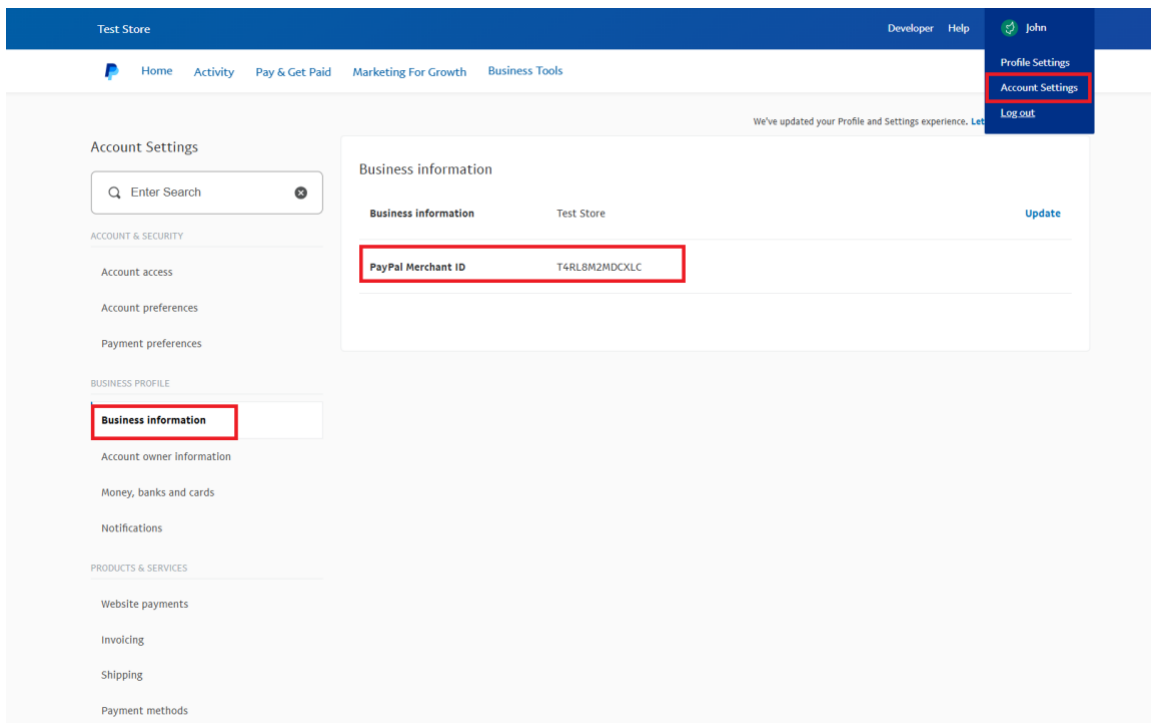 Test Store
Developer Help John
Home Activity Pay & Get Paid Marketing For Growth Business Tools
Profile Settings
Account Settings
Log out
We've updated your Profile and Settings experience. Let
Account Settings
Enter Search
ACCOUNT & SECURITY
Account access
Account preferences
Payment preferences
BUSINESS PROFILE
Business information
Account owner information
Money, banks and cards
Notifications
PRODUCTS & SERVICES
Website payments
Invoicing
Shipping
Payment methods
Business information
Business information Test Store Update
PayPal Merchant ID T4RL8M2MDCXLC